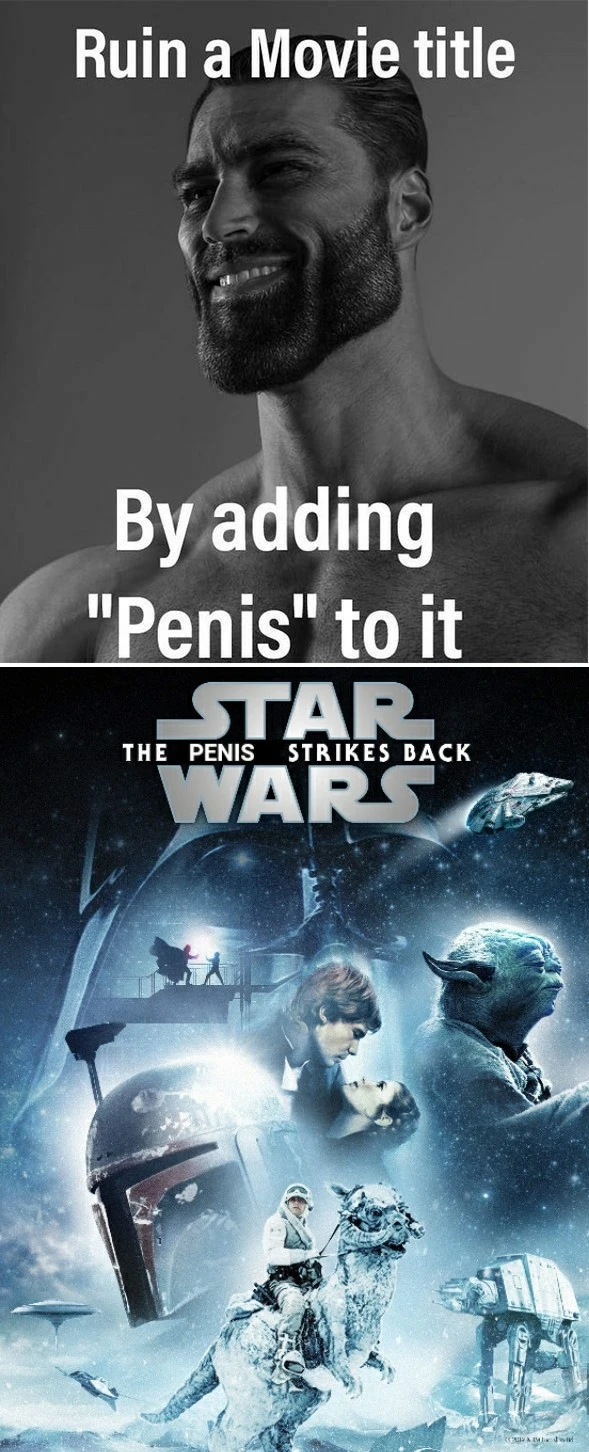 Ruin a Movie title
By adding
"Penis" to it
STAR
THE PENIS STRIKES BACK
WARS